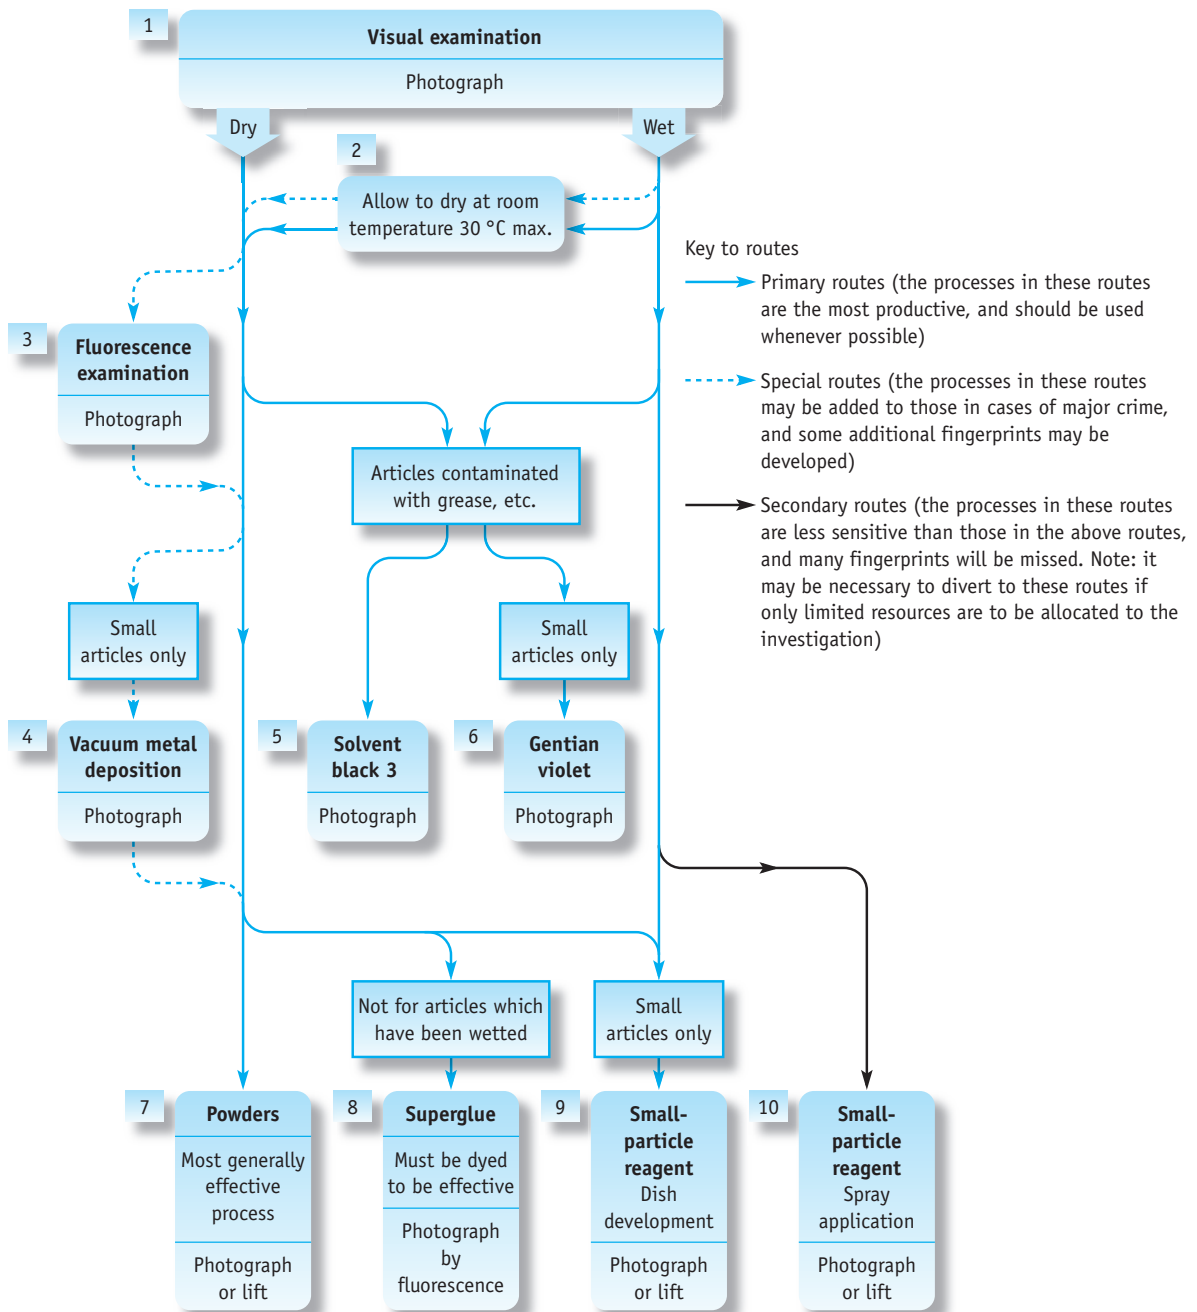 1
Visual examination
Photograph
Dry
Wet
2
Allow to dry at room
temperature 30 °C max.
Key to routes
Primary routes (the processes in these routes
are the most productive, and should be used
whenever possible)
Special routes (the processes in these routes
may be added to those in cases of major crime,
and some additional fingerprints may be
developed)
Secondary routes (the processes in these routes
are less sensitive than those in the above routes,
and many fingerprints will be missed. Note: it
may be necessary to divert to these routes if
only limited resources are to be allocated to the
investigation)
3
Fluorescence
examination
Photograph
Articles contaminated
with grease, etc.
Small
articles only
Small
articles only
4
Vacuum metal
deposition
Photograph
5
Solvent
black 3
Photograph
6
Gentian
violet
Photograph
Not for articles which
have been wetted
Small
articles only
7
Powders
Most generally
effective
process
Photograph
or lift
8
Superglue
Must be dyed
to be effective
Photograph
by
fluorescence
9
Small-
particle
reagent
Dish
development
Photograph
or lift
10
Small-
particle
reagent
Spray
application
Photograph
or lift